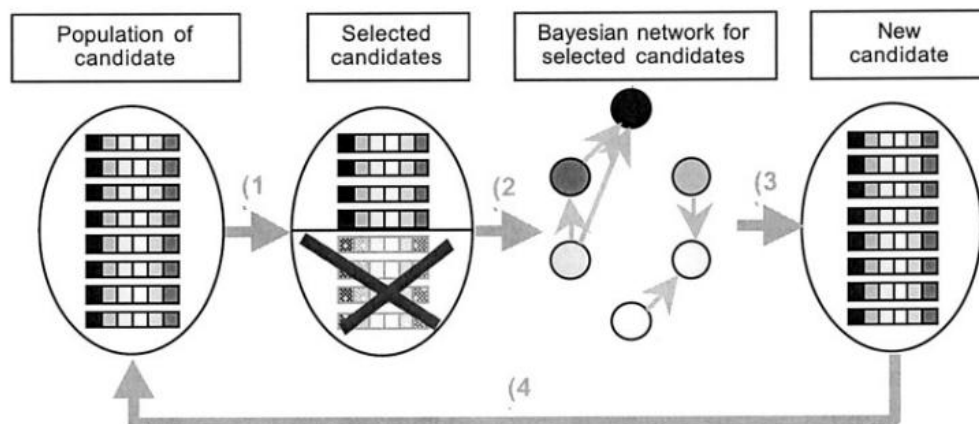 Population of
candidate
Selected
candidates
Bayesian network for
selected candidates
New
candidate
(1
(2
(3
(4